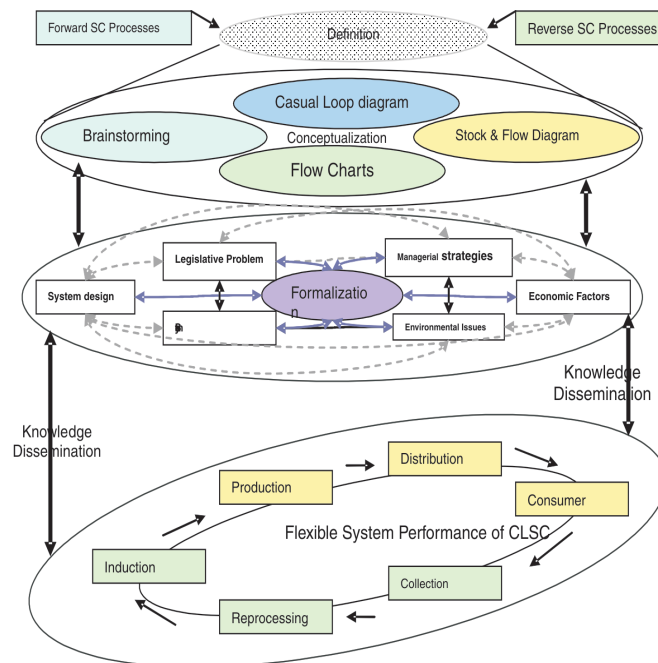 Forward SC Processes
Definition
Reverse SC Processes
Casual Loop diagram
Brainstorming
Conceptualization
Stock & Flow Diagram
Flow Charts
Legislative Problem
Managerial strategies
System design
Formalizatio
n
Economic Factors
Environmental Issues
Knowledge
Dissemination
Knowledge
Dissemination
Distribution
Production
Consumer
Flexible System Performance of CLSC
Induction
Collection
Reprocessing